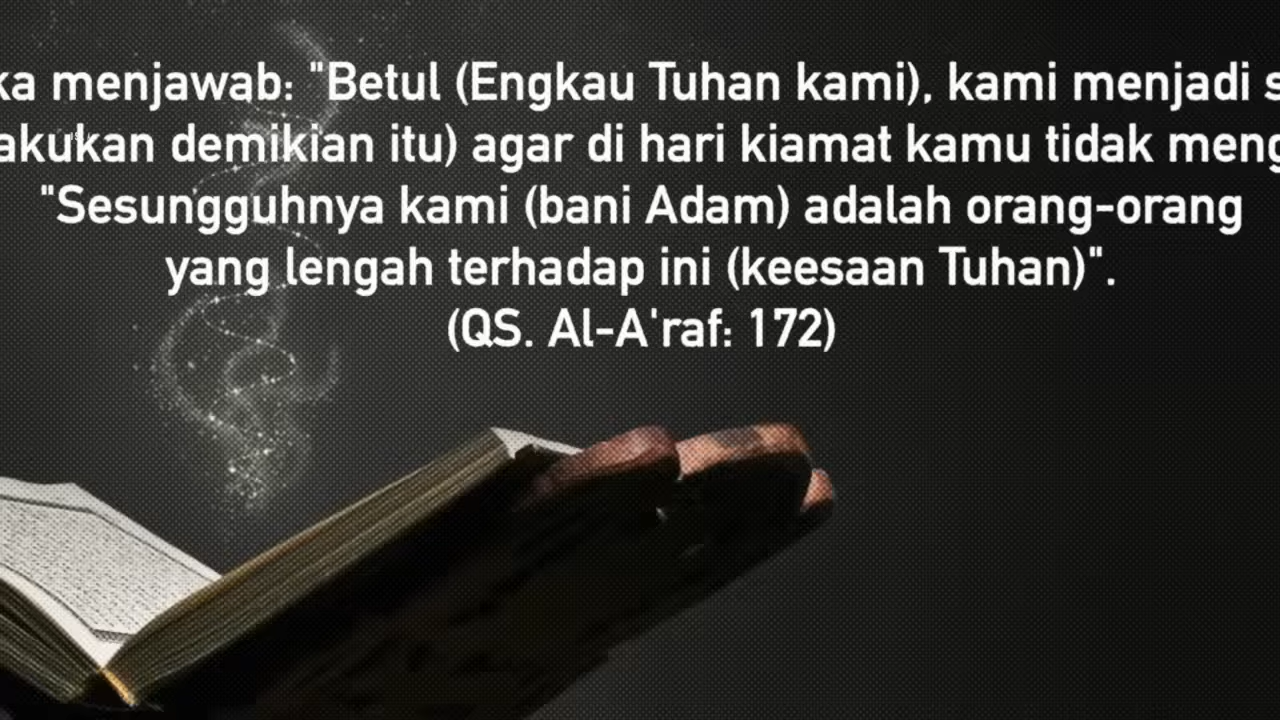 menjawab: "Betul (Engkau Tuhan kami), kami menjadi
demikian itu) agar di hari kiamat kamu tidak
"Sesungguhnya kami (bani Adam) adalah orang-orang
yang lengah terhadap ini (keesaan Tuhan)".
(QS. Al-A'raf: 172)